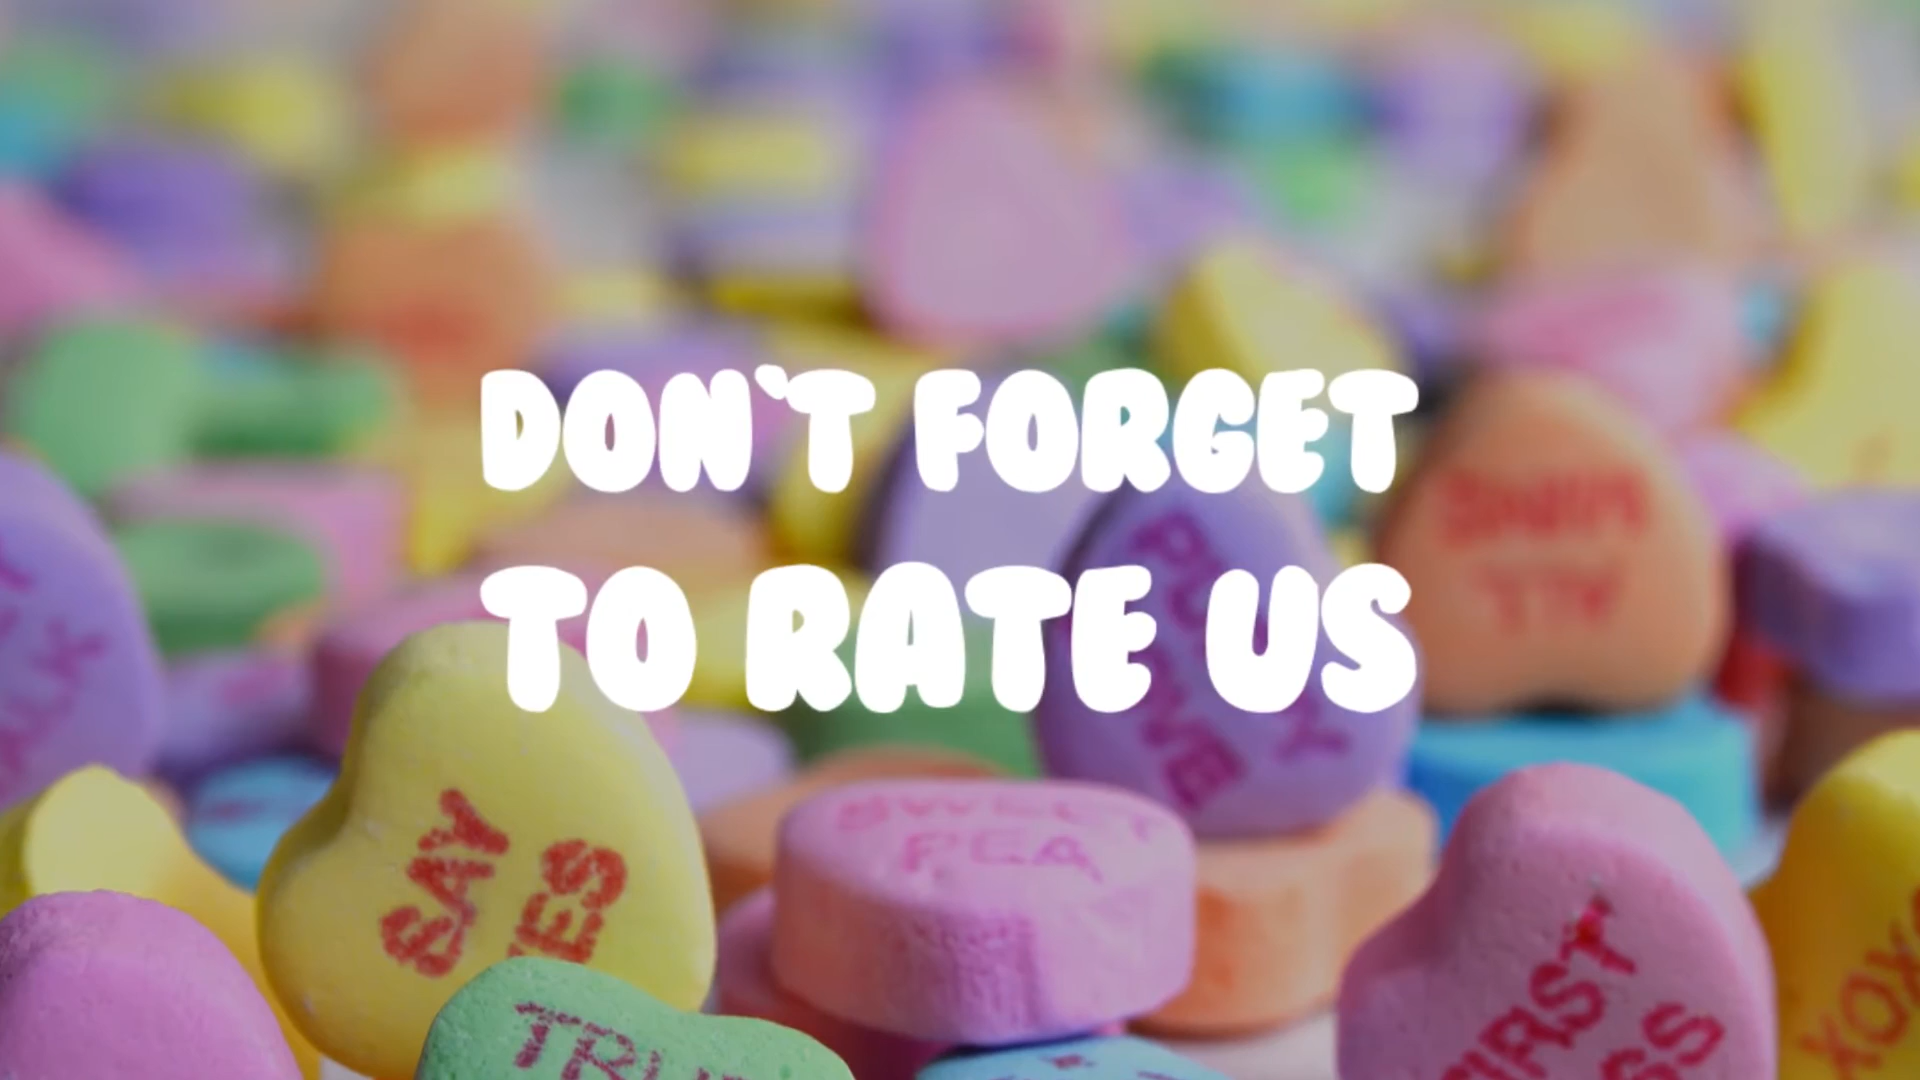 DON'T FORGET
TO RATE US
SWEET
PEA
SAY
YES
FIRST
XOXO